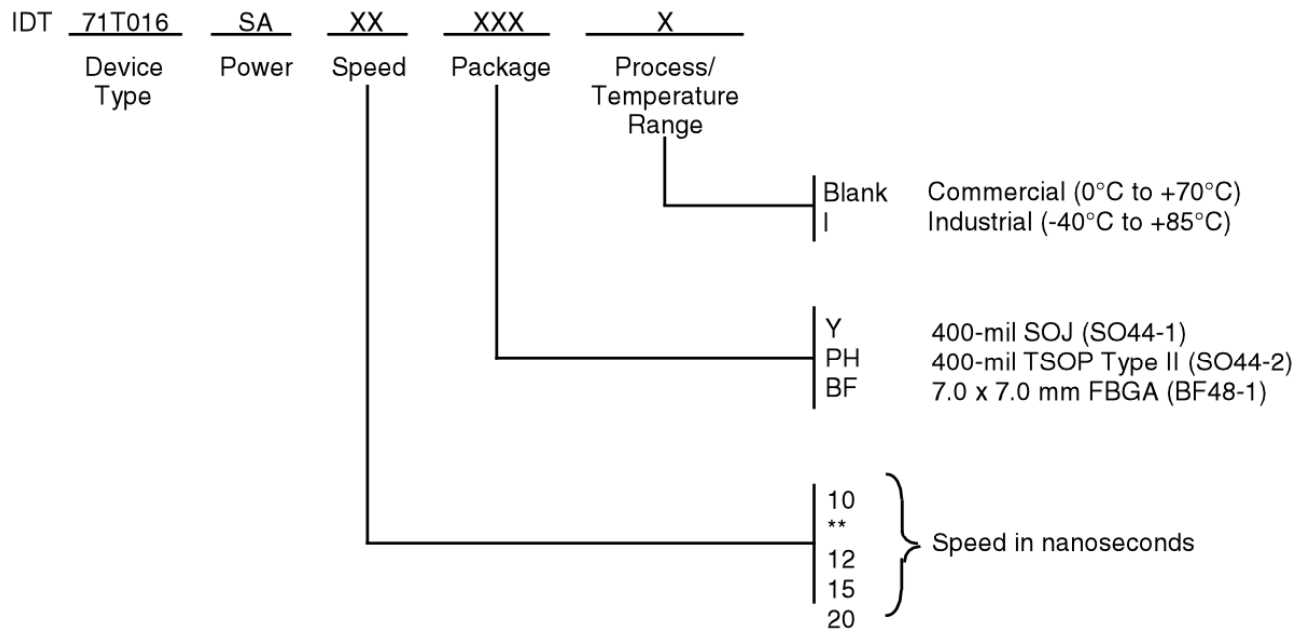 IDT 71T016 SA XX XXX X
Device Type
Power
Speed
Package
Process/
Temperature
Range
Blank Commercial (0°C to +70°C)
I Industrial (-40°C to +85°C)
Y 400-mil SOJ (SO44-1)
PH 400-mil TSOP Type II (SO44-2)
BF 7.0 x 7.0 mm FBGA (BF48-1)
10
**
12
15
20
Speed in nanoseconds